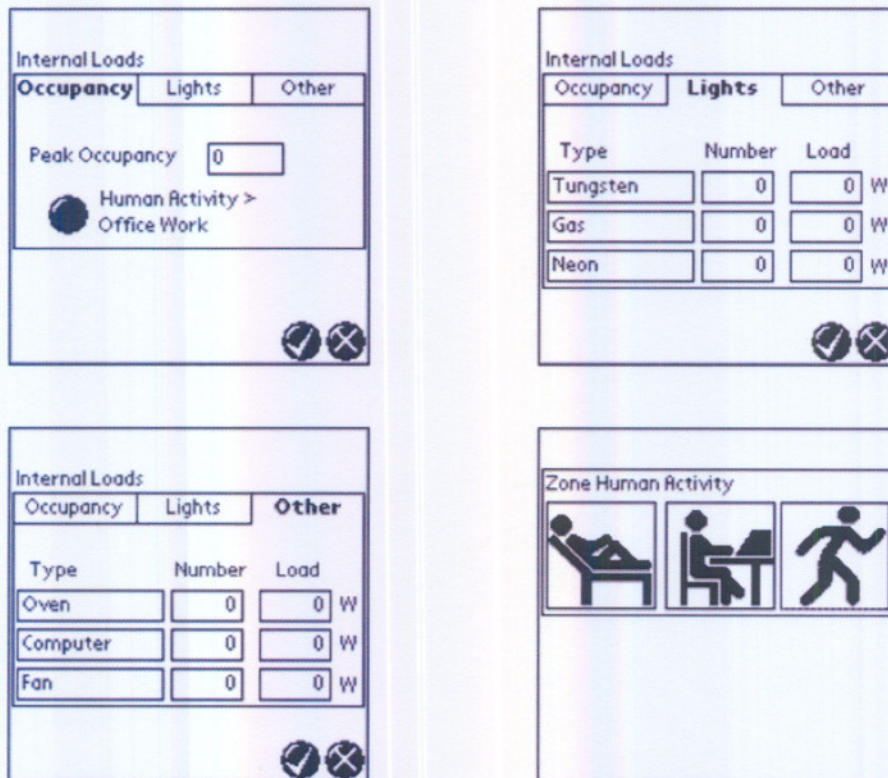 Internal Loads
Occupancy Lights Other
Peak Occupancy 0
Human Activity >
Office Work
Internal Loads
Occupancy Lights Other
Type Number Load
Tungsten 0 0 W
Gas 0 0 W
Neon 0 0 W
Internal Loads
Occupancy Lights Other
Type Number Load
Oven 0 0 W
Computer 0 0 W
Fan 0 0 W
Zone Human Activity